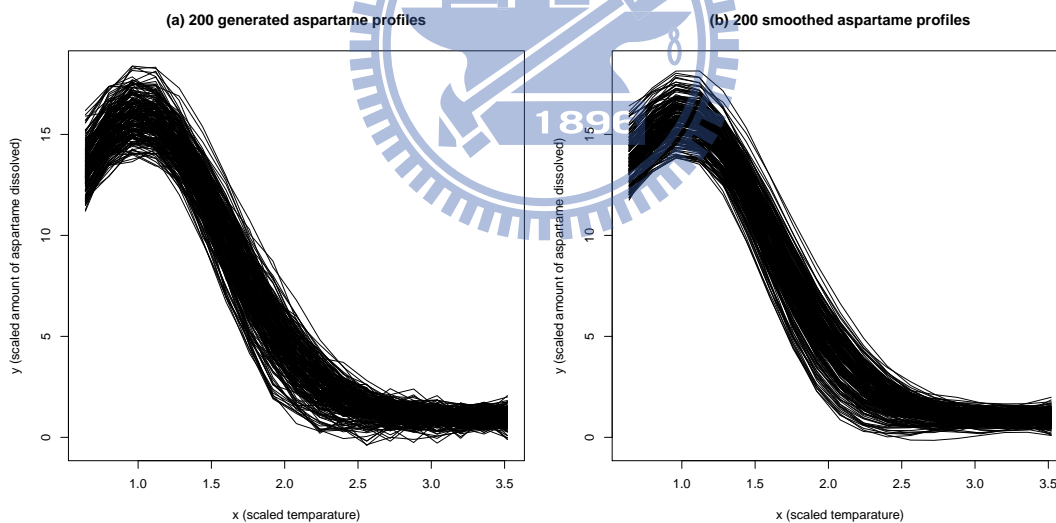 (a) 200 generated aspartame profiles
y (scaled amount of aspartame dissolved)
15
10
5
0
1.0 1.5 2.0 2.5 3.0 3.5
x (scaled temparature)
(b) 200 smoothed aspartame profiles
y (scaled amount of aspartame dissolved)
15
10
5
0
1.0 1.5 2.0 2.5 3.0 3.5
x (scaled temparature)
1896